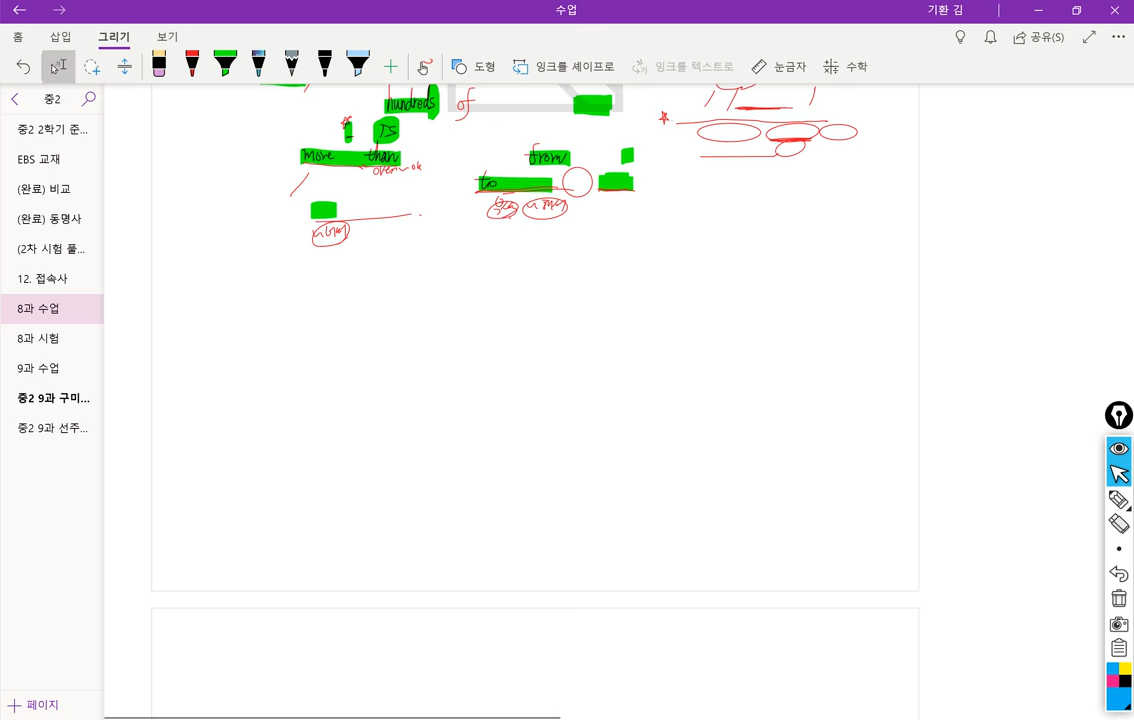 수업
기환 김
홈 삽입 그리기 보기
공유(S)
도형 잉크를 셰이프로 잉크를 텍스트로 눈금자 수학
중2
중2 2학기 준...
EBS 교재
(완료) 비교
(완료) 동명사
(2차 시험 풀...
12. 접속사
8과 수업
8과 시험
9과 수업
중2 9과 구미...
중2 9과 선주...
페이지
hundreds of
is
more than from
over
ok
to